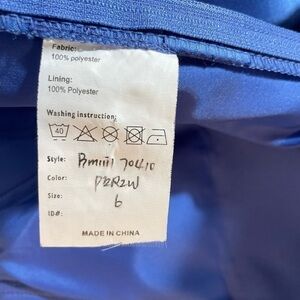 Fabric:
100% polyester
Lining:
100% Polyester
Washing instruction:
40
Style:
Color:
Size: 6
ID#:
MADE IN CHINA